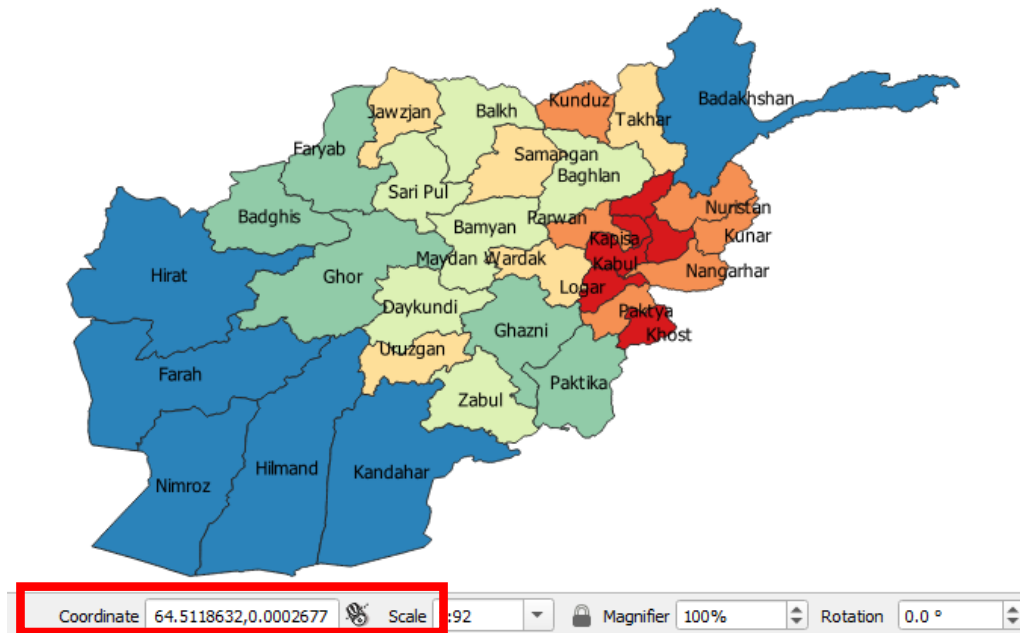 Badakhshan
Kunduz
Jawzjan
Balkh
Takhar
Faryab
Samangan
Baghlan
Sari Pul
Nuristan
Badghis
Parwan
Bamyan
Kapisa
Kunar
Maydan Wardak
Hirat
Ghor
Kabul
Nangarhar
Logar
Daykundi
Paktya
Ghazni
Khost
Uruzgan
Farah
Paktika
Zabul
Hilmand
Kandahar
Nimroz
Coordinate 64.5118632,0.0002677 Scale :92 Magnifier 100% Rotation 0.0 °